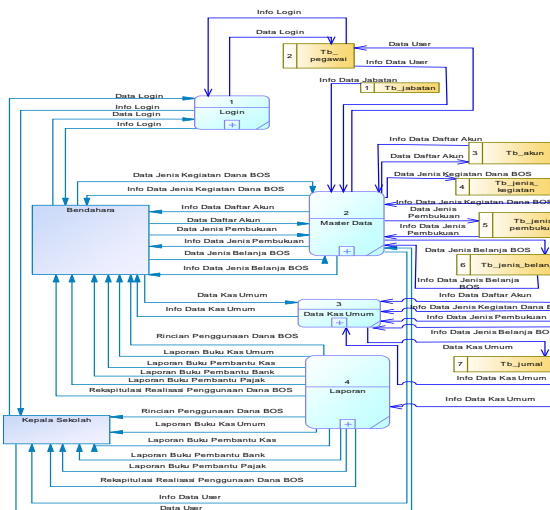 Info Login
Data Login
2
Tb_
pegawai
Data User
Info Data User
Info Data Jabatan
1 Tb_jabatan
Data Login
Info Login
Data Login
Info Login
1
Login
Info Data Daftar Akun
Data Daftar Akun
3 Tb_akun
Data Jenis Kegiatan Dana BOS
4 Tb_jenis_
kegiatan
Info Data Jenis Kegiatan Dana BOS
Data Jenis
Pembukuan
5
Info Data Jenis
Pembukuan
Data Jenis Belanja BOS
6
Info Data Jenis Belanja
BOS
Data Jenis Kegiatan Dana BOS
Info Data Jenis Kegiatan Dana BOS
Bendahara
Info Data Daftar Akun
Data Daftar Akun
Data Jenis Pembukuan
Info Data Jenis Pembukuan
Data Jenis Belanja BOS
Info Data Jenis Belanja BOS
2
Master Data
Data Kas Umum
Info Data Kas Umum
3
Data Kas Umum
Info Data Daftar Akun
Info Data Jenis Kegiatan Dana
Info Data Jenis Pembukuan
Info Data Jenis Belanja
Data Kas Umum
7 Tb_jurnal
Info Data Kas Umum
Info Data Kas Umum
Rincian Penggunaan Dana BOS
Laporan Buku Kas Umum
Laporan Buku Pembantu Kas
Laporan Buku Pembantu Bank
Laporan Buku Pembantu Pajak
Rekapitulasi Realisasi Penggunaan Dana BOS
4
Laporan
Kepala Sekolah
Rincian Penggunaan Dana BOS
Laporan Buku Kas Umum
Laporan Buku Pembantu Kas
Laporan Buku Pembantu Bank
Laporan Buku Pembantu Pajak
Rekapitulasi Realisasi Penggunaan Dana BOS
Info Data User
Data User